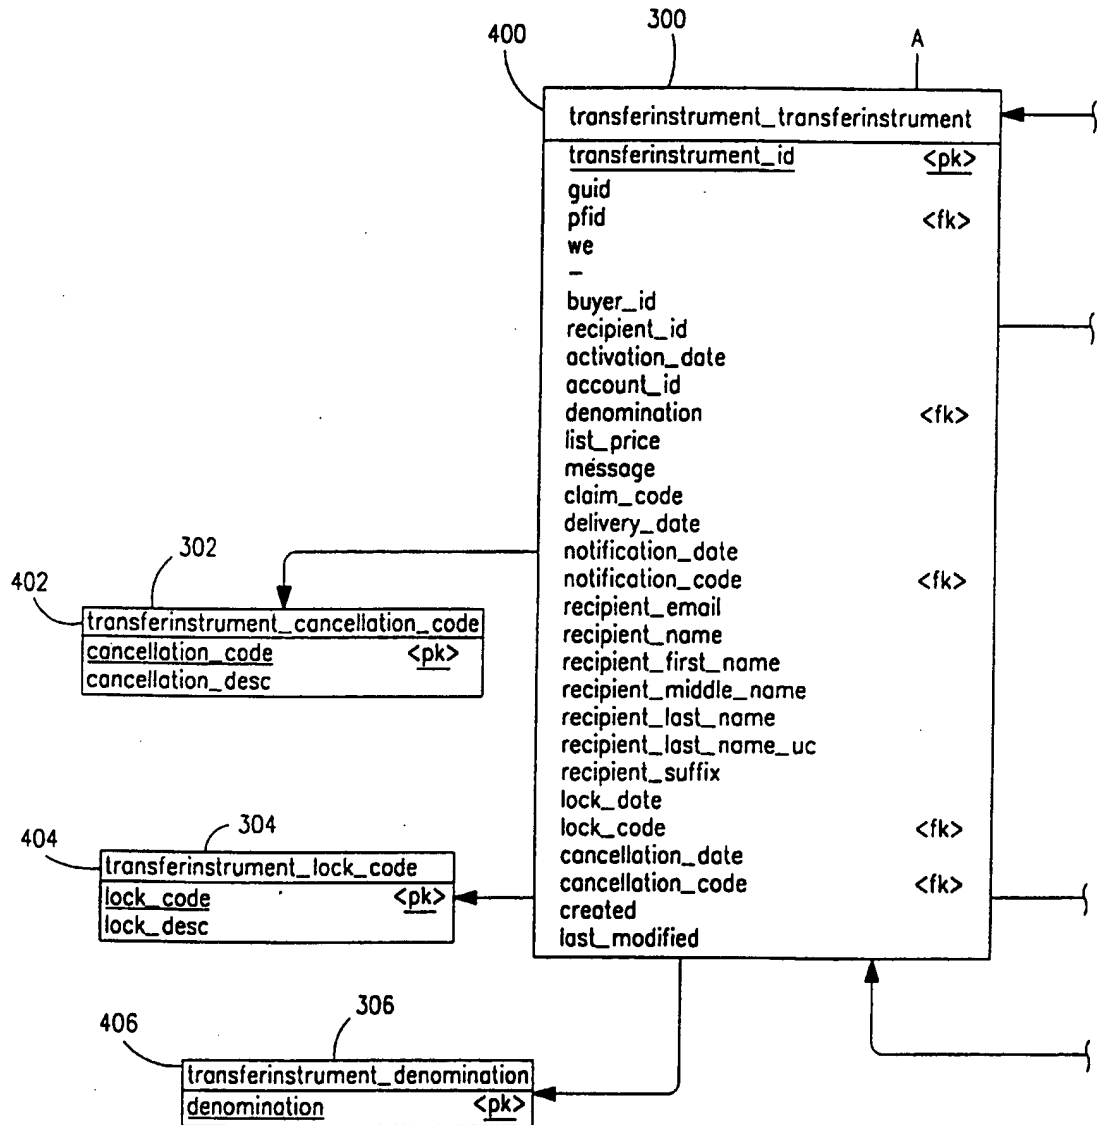 400 300 A
transferinstrument_transferinstrument
transferinstrument_id <pk>
guid
pfid <fk>
we
–
buyer_id
recipient_id
activation_date
account_id
denomination <fk>
list_price
message
claim_code
delivery_date
notification_date
notification_code <fk>
recipient_email
recipient_name
recipient_first_name
recipient_middle_name
recipient_last_name
recipient_last_name_uc
recipient_suffix
lock_date
lock_code <fk>
cancellation_date
cancellation_code <fk>
created
last_modified
402 302
transferinstrument_cancellation_code
cancellation_code <pk>
cancellation_desc
404 304
transferinstrument_lock_code
lock_code <pk>
lock_desc
406 306
transferinstrument_denomination
denomination <pk>